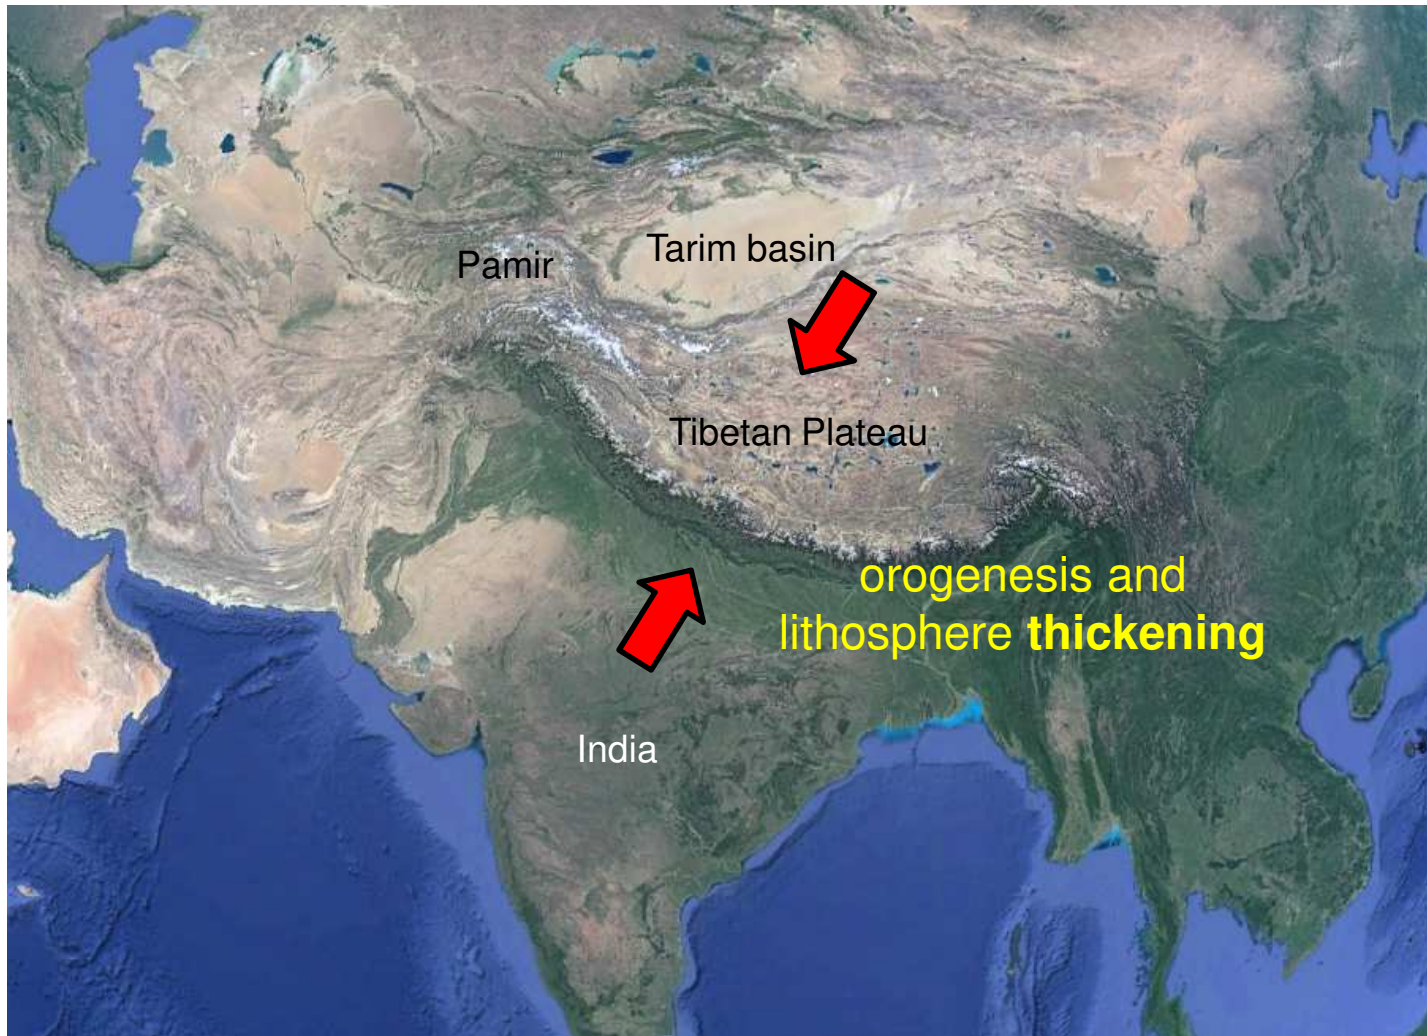 Tarim basin
Pamir
Tibetan Plateau
orogenesis and
lithosphere thickening
India